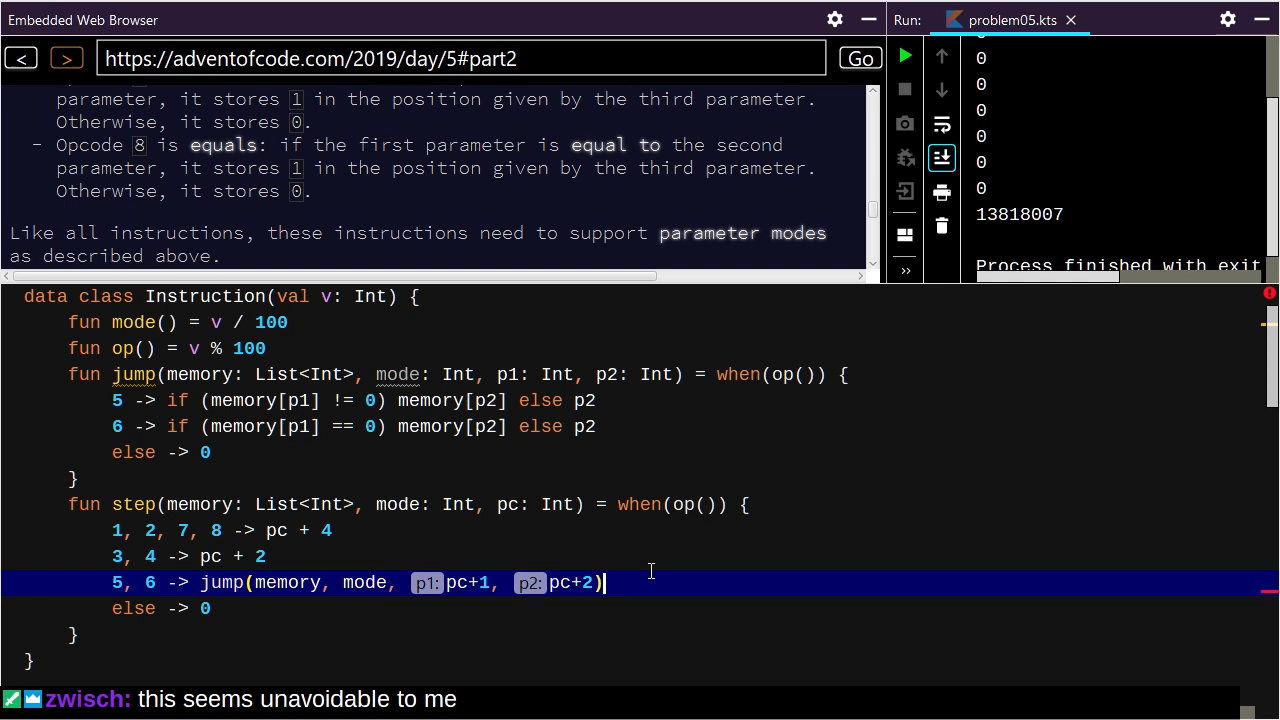 Embedded Web Browser
Run: problem05.kts
< > https://adventofcode.com/2019/day/5#part2 Go
parameter, it stores 1 in the position given by the third parameter.
Otherwise, it stores 0.
- Opcode 8 is equals: if the first parameter is equal to the second
parameter, it stores 1 in the position given by the third parameter.
Otherwise, it stores 0.
Like all instructions, these instructions need to support parameter modes
as described above.
0
0
0
0
0
0
13818007
Process finished with exit
data class Instruction(val v: Int) {
fun mode() = v / 100
fun op() = v % 100
fun jump(memory: List<Int>, mode: Int, p1: Int, p2: Int) = when(op()) {
5 -> if (memory[p1] != 0) memory[p2] else p2
6 -> if (memory[p1] == 0) memory[p2] else p2
else -> 0
}
fun step(memory: List<Int>, mode: Int, pc: Int) = when(op()) {
1, 2, 7, 8 -> pc + 4
3, 4 -> pc + 2
5, 6 -> jump(memory, mode, p1: pc+1, p2: pc+2)
else -> 0
}
}
zwisch: this seems unavoidable to me